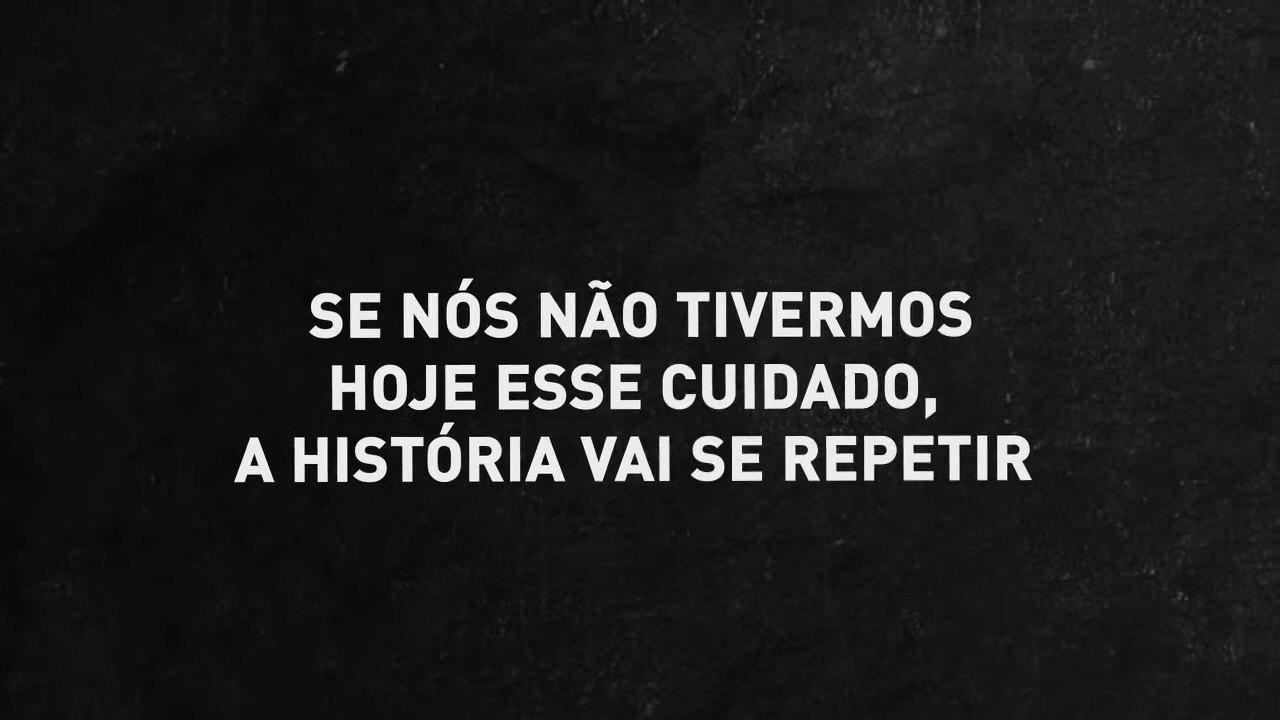 SE NÓS NÃO TIVERMOS
HOJE ESSE CUIDADO,
A HISTÓRIA VAI SE REPETIR